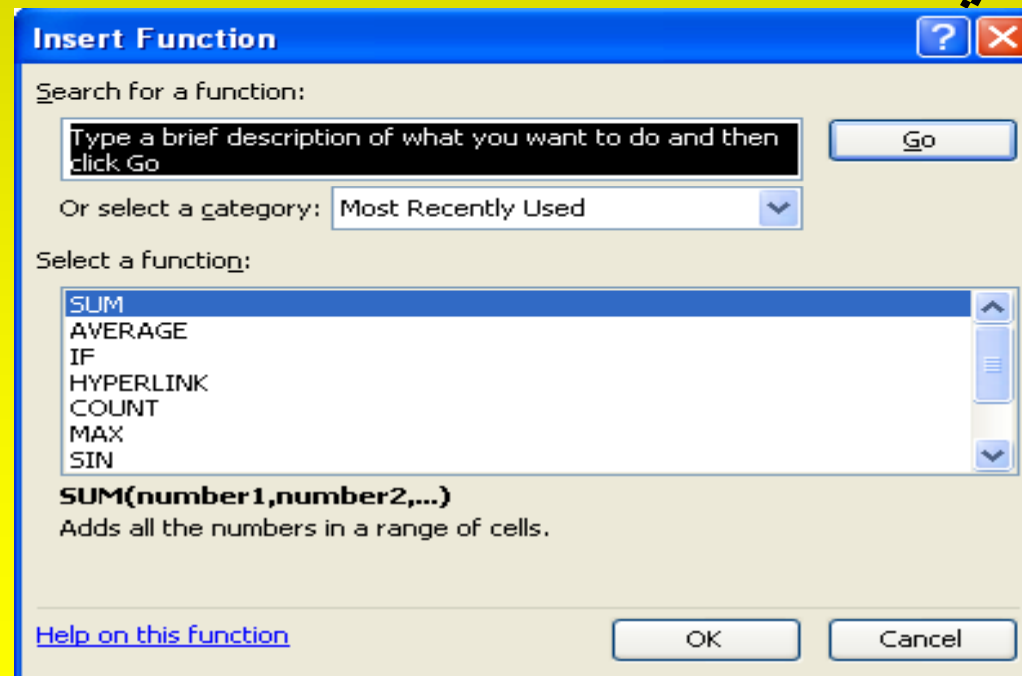 Insert Function
?
Search for a function:
Type a brief description of what you want to do and then
click Go
Go
Or select a category: Most Recently Used
Select a function:
SUM
AVERAGE
IF
HYPERLINK
COUNT
MAX
SIN
SUM(number1,number2,...)
Adds all the numbers in a range of cells.
Help on this function
OK
Cancel